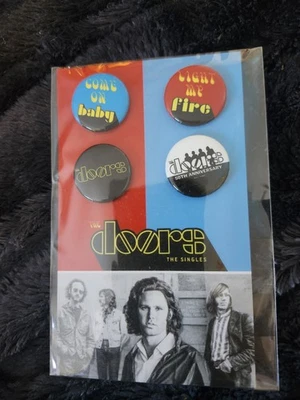 COME
ON
baby
LIGHT
MY
fire
THE
doors
THE
doors
50TH ANNIVERSARY
THE
doors
THE SINGLES